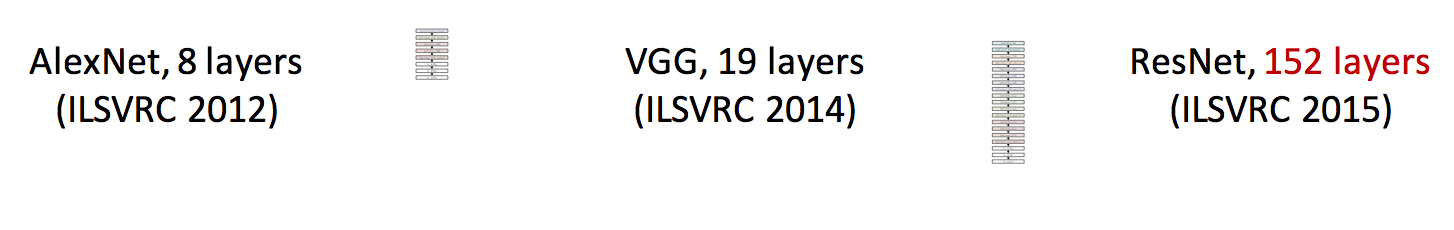 AlexNet, 8 layers
(ILSVRC 2012)
VGG, 19 layers
(ILSVRC 2014)
ResNet, 152 layers
(ILSVRC 2015)